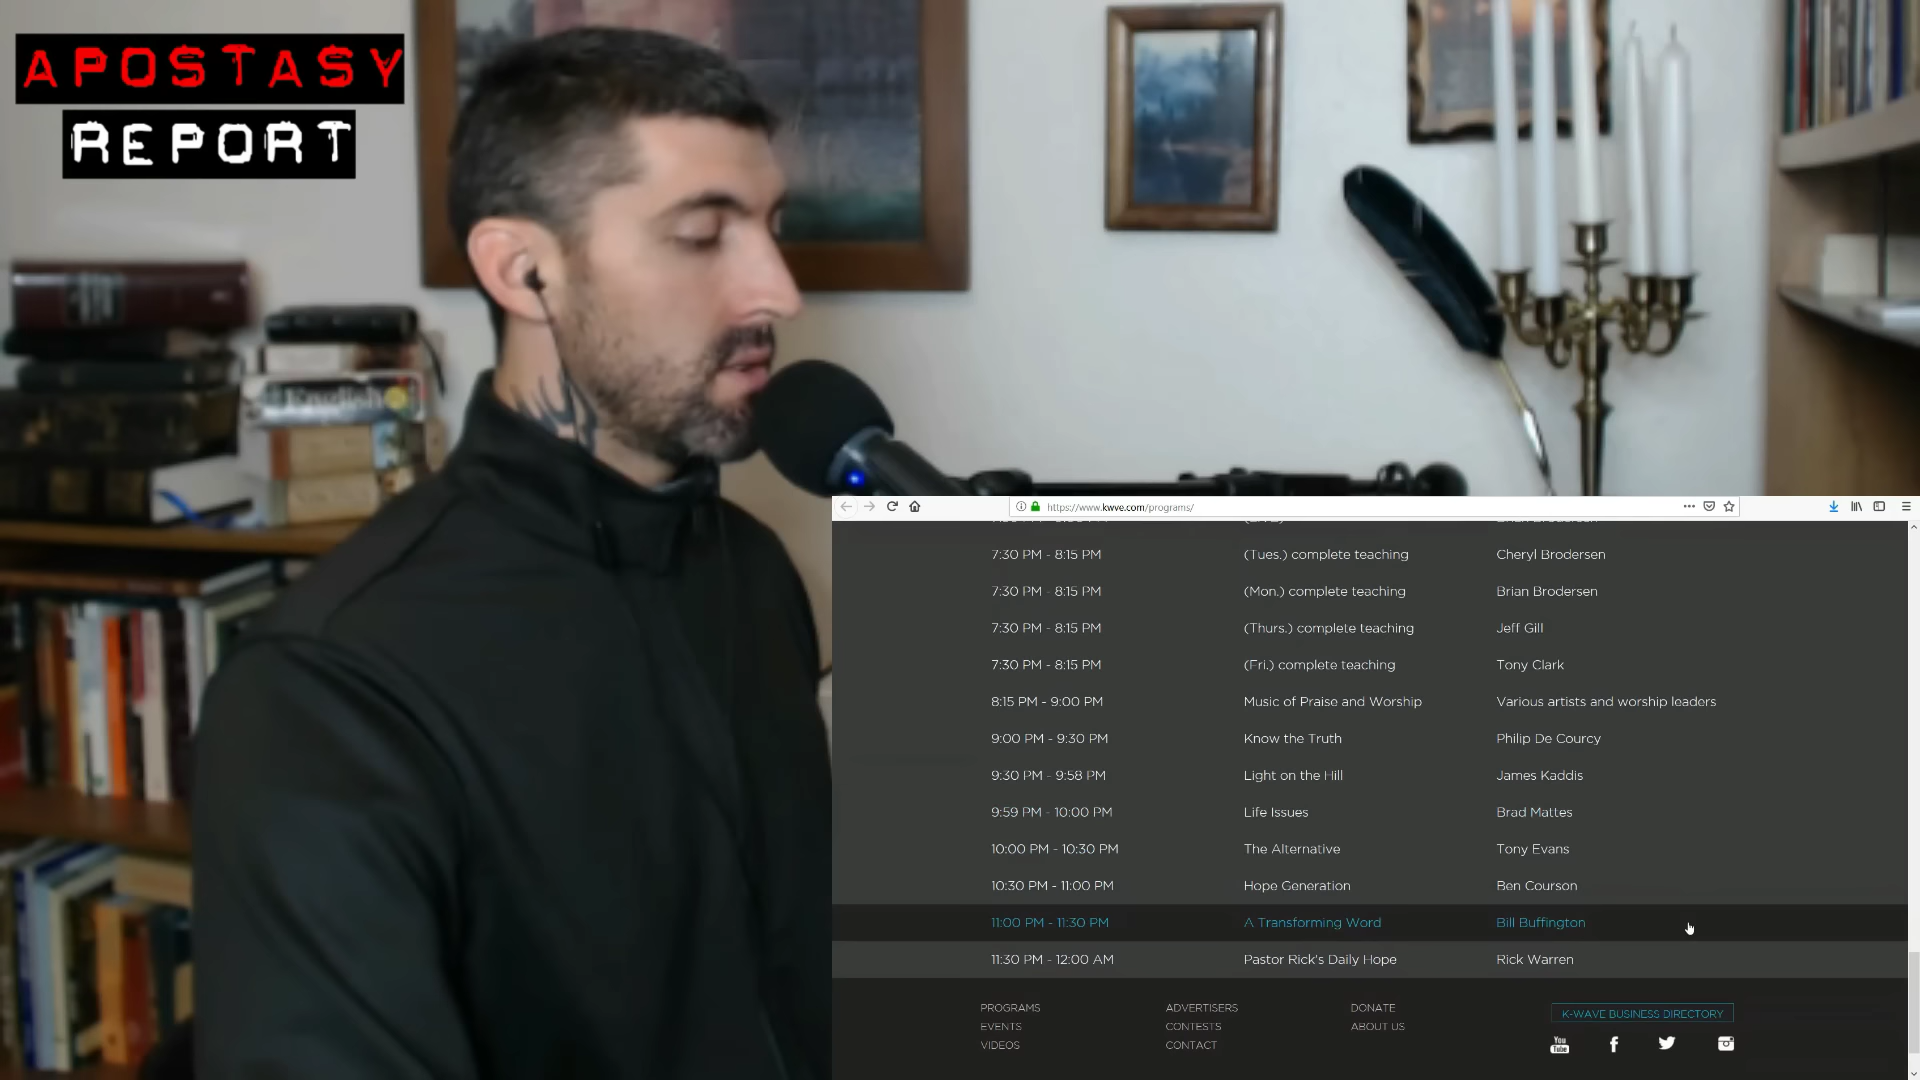 APOSTASY
REPORT
English
https://www.kwve.com/programs/
7:30 PM - 8:15 PM (Tues.) complete teaching Cheryl Brodersen
7:30 PM - 8:15 PM (Mon.) complete teaching Brian Brodersen
7:30 PM - 8:15 PM (Thurs.) complete teaching Jeff Gill
7:30 PM - 8:15 PM (Fri.) complete teaching Tony Clark
8:15 PM - 9:00 PM Music of Praise and Worship Various artists and worship leaders
9:00 PM - 9:30 PM Know the Truth Philip De Courcy
9:30 PM - 9:58 PM Light on the Hill James Kaddis
9:59 PM - 10:00 PM Life Issues Brad Mattes
10:00 PM - 10:30 PM The Alternative Tony Evans
10:30 PM - 11:00 PM Hope Generation Ben Courson
11:00 PM - 11:30 PM A Transforming Word Bill Buffington
11:30 PM - 12:00 AM Pastor Rick's Daily Hope Rick Warren
PROGRAMS ADVERTISERS DONATE K-WAVE BUSINESS DIRECTORY
EVENTS CONTESTS ABOUT US
VIDEOS CONTACT
You Tube